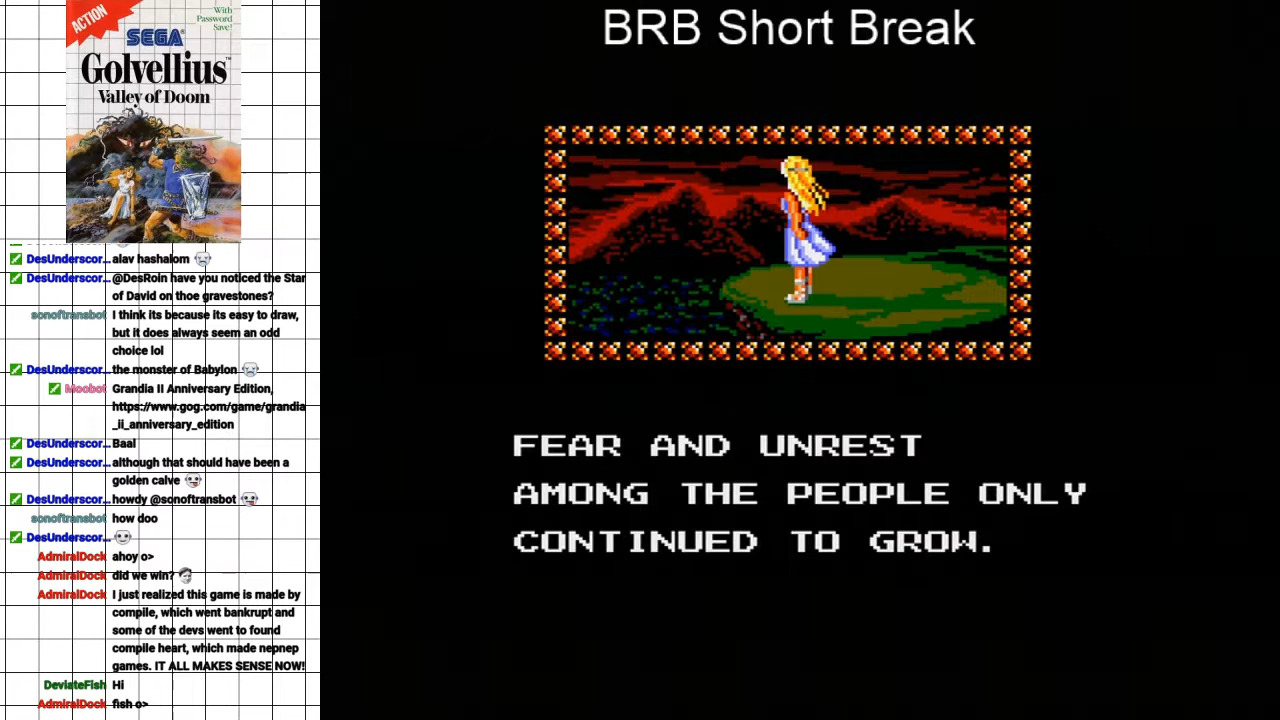 ACTION
With
Password
Save!
SEGA
Golvellius™
Valley of Doom
DesUnderscor... alav hashalom
DesUnderscor... @DesRoin have you noticed the Star
of David on thoe gravestones?
sonoftransbot I think its because its easy to draw,
but it does always seem an odd
choice lol
DesUnderscor... the monster of Babylon
Moobot Grandia II Anniversary Edition,
https://www.gog.com/game/grandia
_ii_anniversary_edition
DesUnderscor... Baal
DesUnderscor... although that should have been a
golden calve
DesUnderscor... howdy @sonoftransbot
sonoftransbot how doo
DesUnderscor...
AdmiralDock ahoy o>
AdmiralDock did we win?
AdmiralDock I just realized this game is made by
compile, which went bankrupt and
some of the devs went to found
compile heart, which made nepnep
games. IT ALL MAKES SENSE NOW!
DeviateFish Hi
AdmiralDock fish o>
BRB Short Break
FEAR AND UNREST
AMONG THE PEOPLE ONLY
CONTINUED TO GROW.